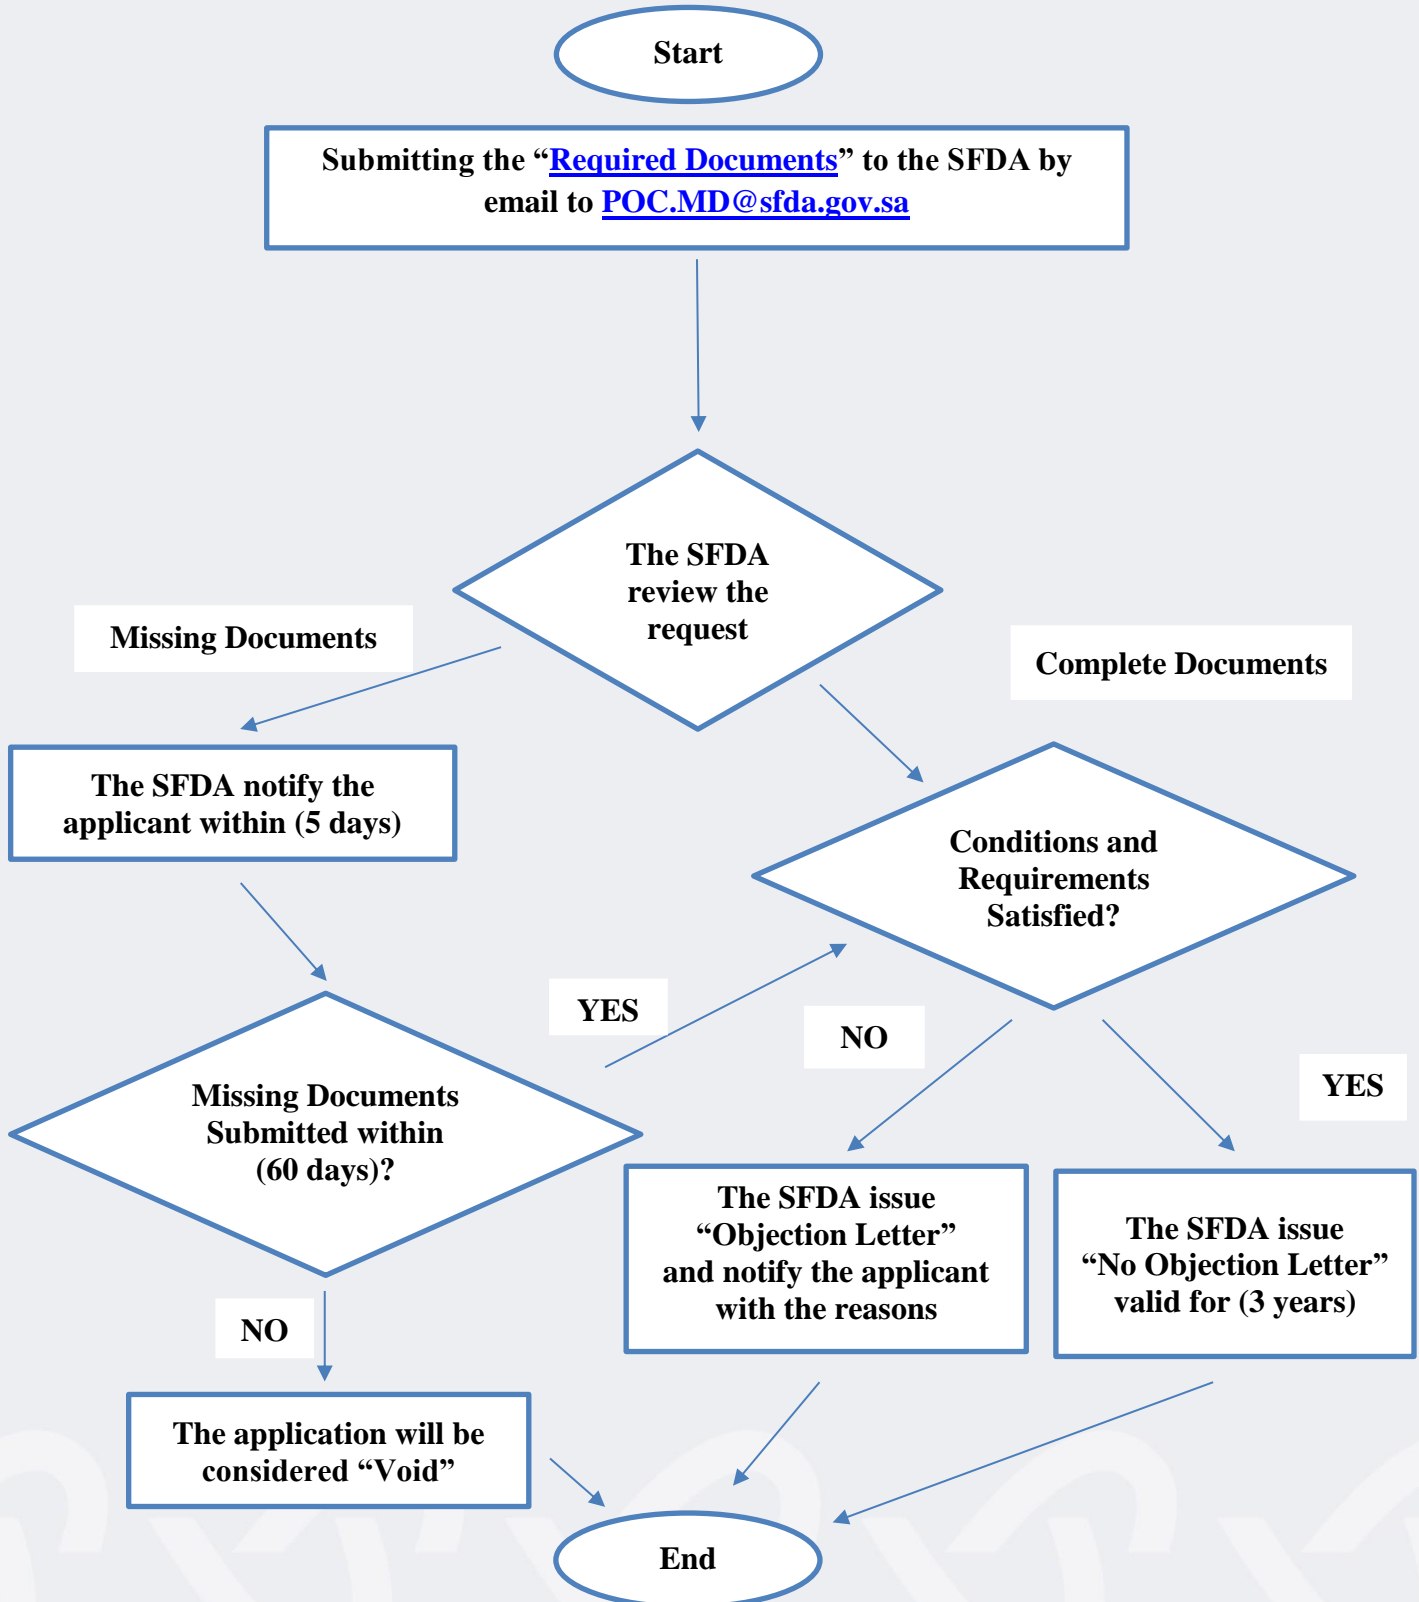 Start
Submitting the “Required Documents” to the SFDA by
email to POC.MD@sfda.gov.sa
The SFDA
review the
request
Missing Documents
Complete Documents
The SFDA notify the
applicant within (5 days)
Conditions and
Requirements
Satisfied?
YES
NO
YES
Missing Documents
Submitted within
(60 days)?
The SFDA issue
“Objection Letter”
and notify the applicant
with the reasons
The SFDA issue
“No Objection Letter”
valid for (3 years)
NO
The application will be
considered “Void”
End